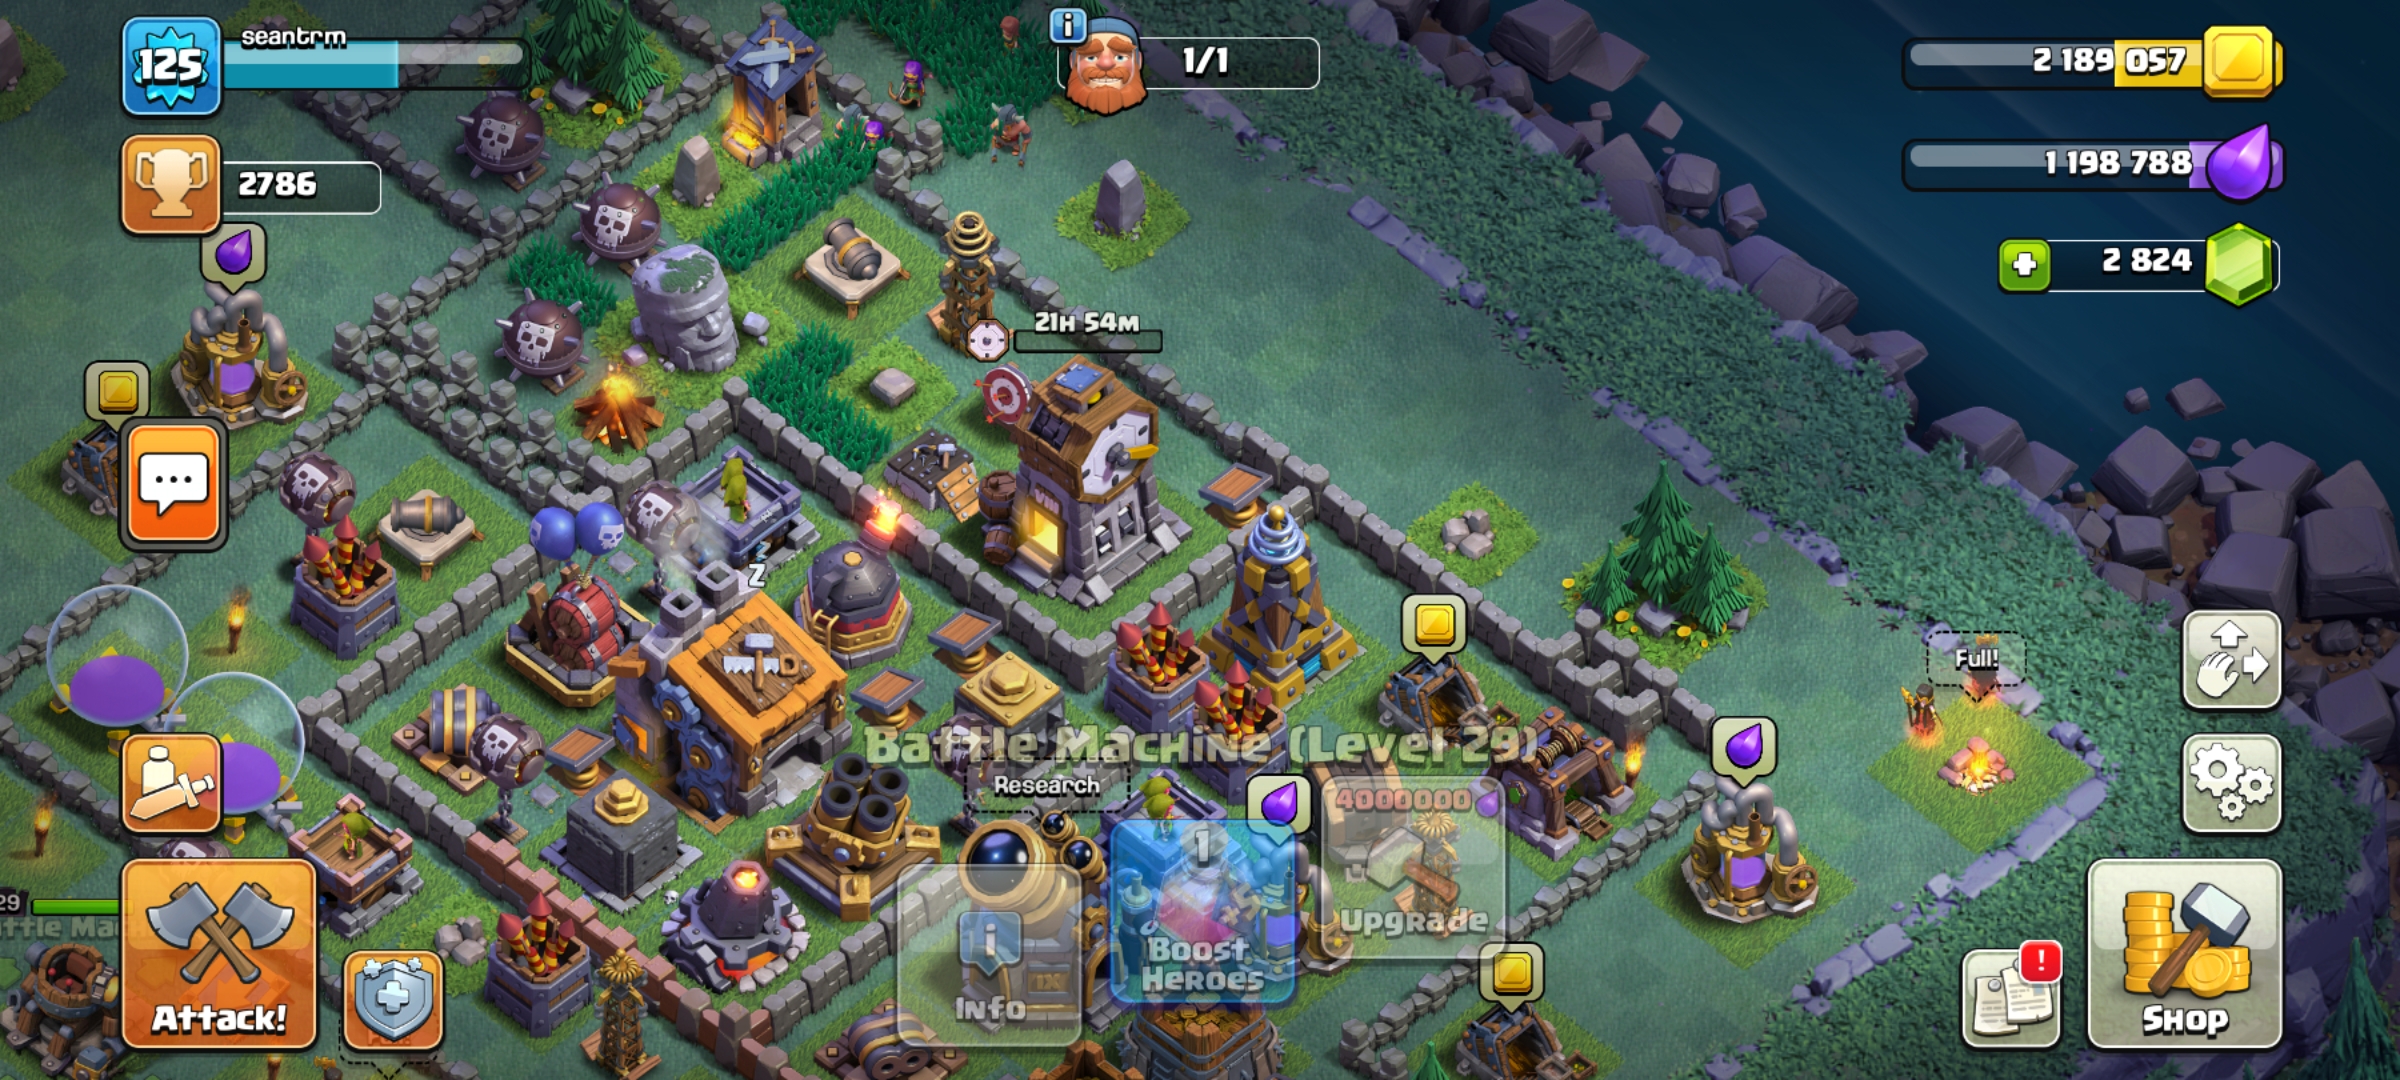 125
seantrm
1/1
2 189 057
1 198 788
2786
2 824
21H 54M
Full!
Battle Machine (Level 29)
Research
4000000
1
+5
Boost
Heroes
Upgrade
Info
29
Attack!
Shop